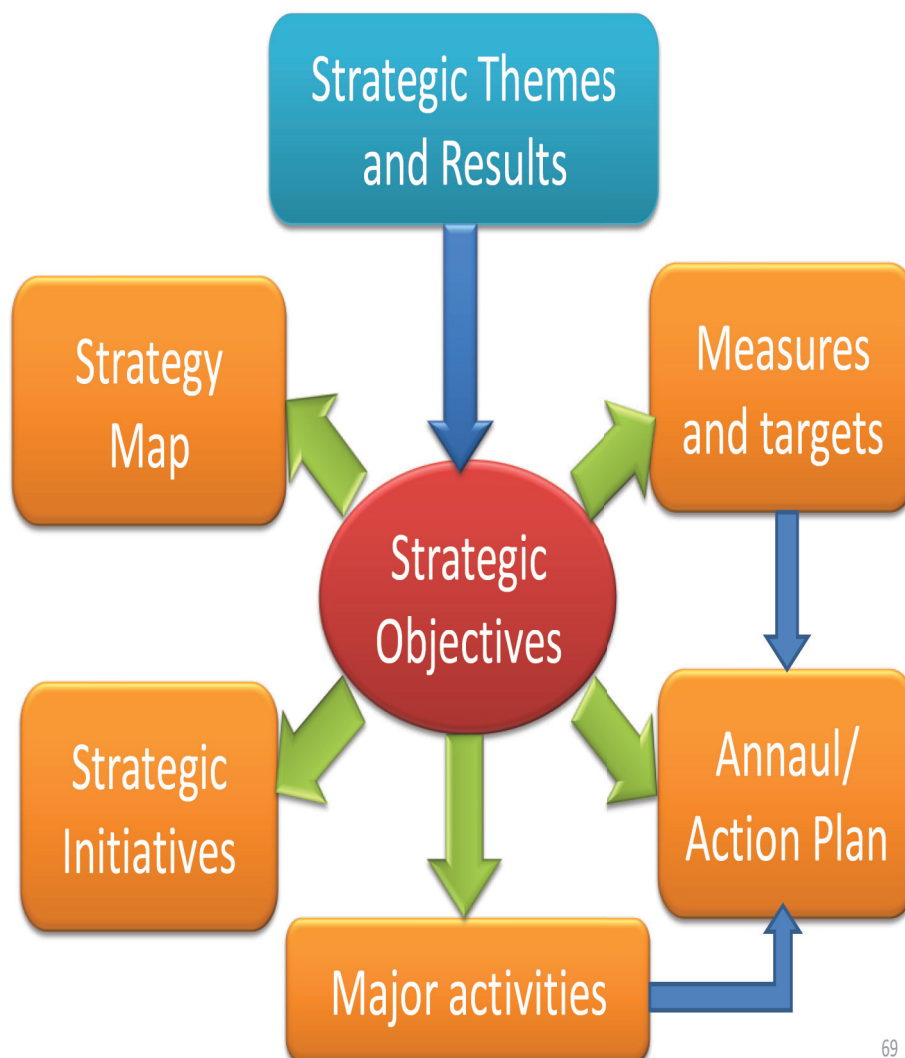 Strategic Themes
and Results
Strategy
Map
Measures
and targets
Strategic
Objectives
Strategic
Initiatives
Annaul/
Action Plan
Major activities
69